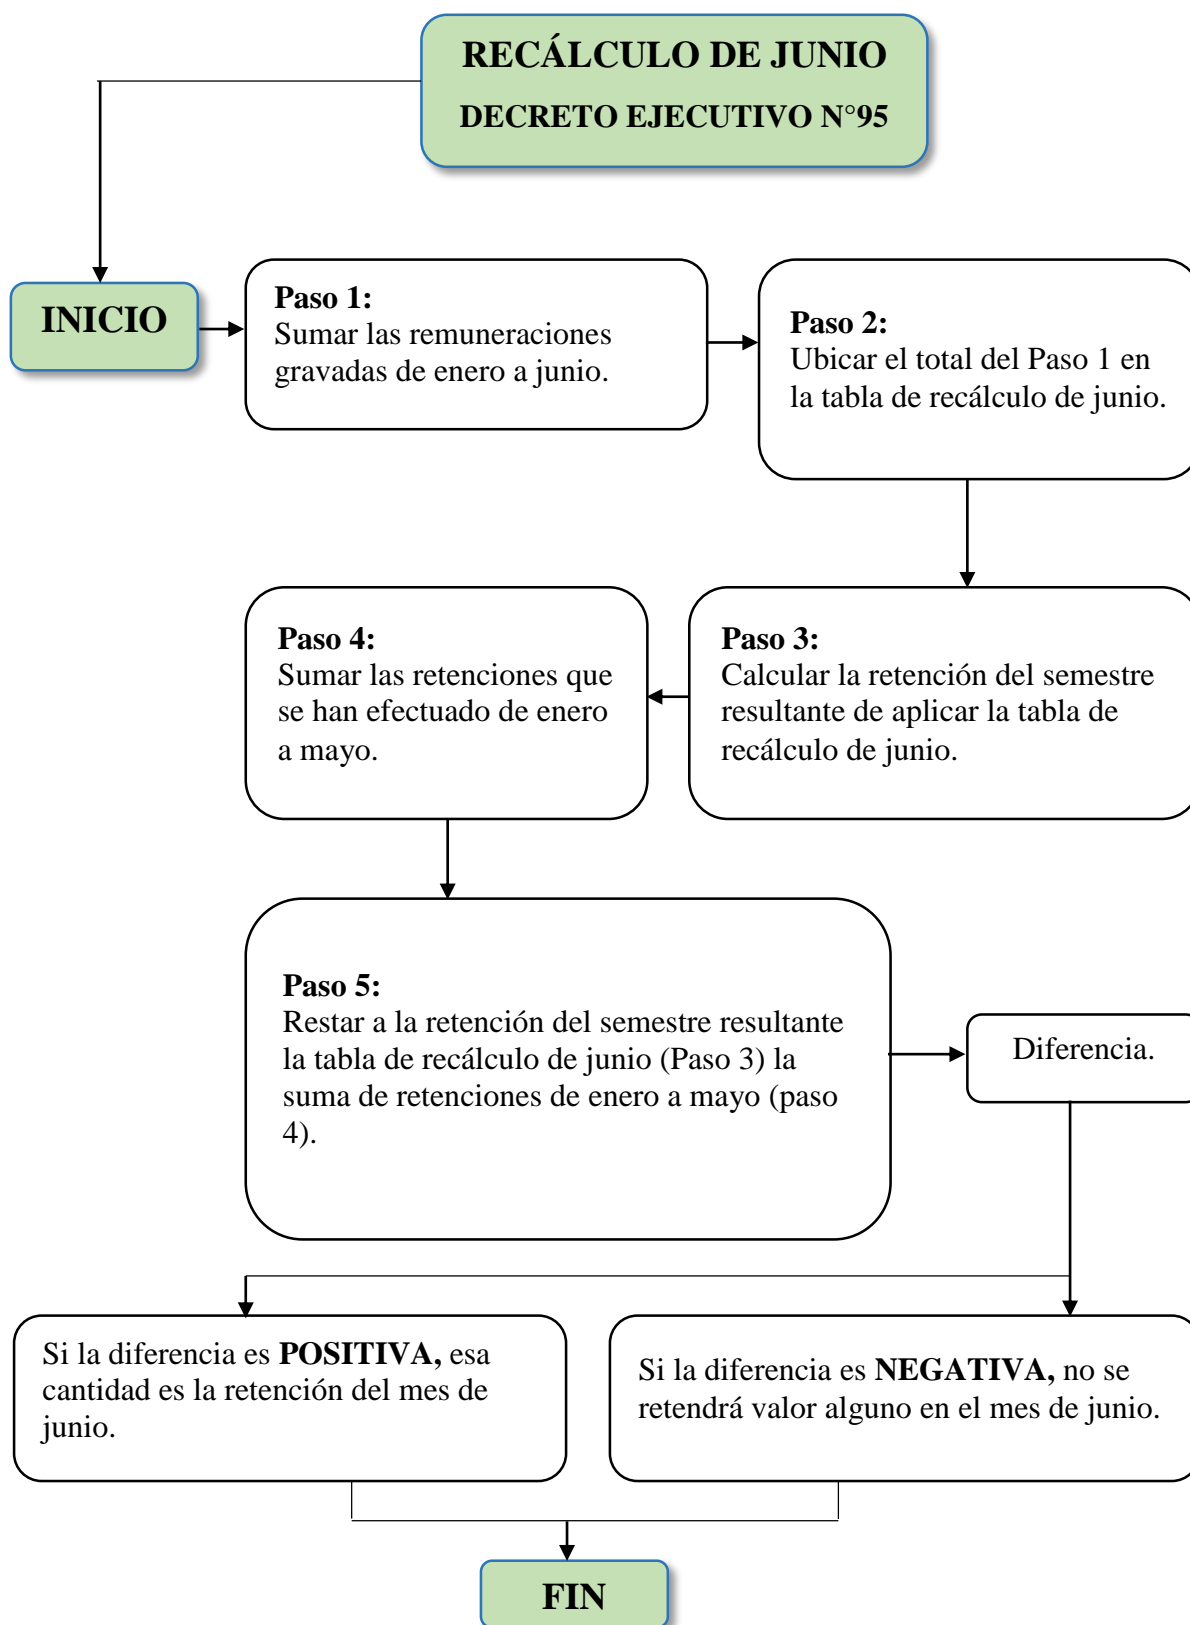 RECÁLCULO DE JUNIO
DECRETO EJECUTIVO N°95
INICIO
Paso 1:
Sumar las remuneraciones
gravadas de enero a junio.
Paso 2:
Ubicar el total del Paso 1 en
la tabla de recálculo de junio.
Paso 3:
Calcular la retención del semestre
resultante de aplicar la tabla de
recálculo de junio.
Paso 4:
Sumar las retenciones que
se han efectuado de enero
a mayo.
Paso 5:
Restar a la retención del semestre resultante
la tabla de recálculo de junio (Paso 3) la
suma de retenciones de enero a mayo (paso
4).
Diferencia.
Si la diferencia es POSITIVA, esa
cantidad es la retención del mes de
junio.
Si la diferencia es NEGATIVA, no se
retendrá valor alguno en el mes de junio.
FIN